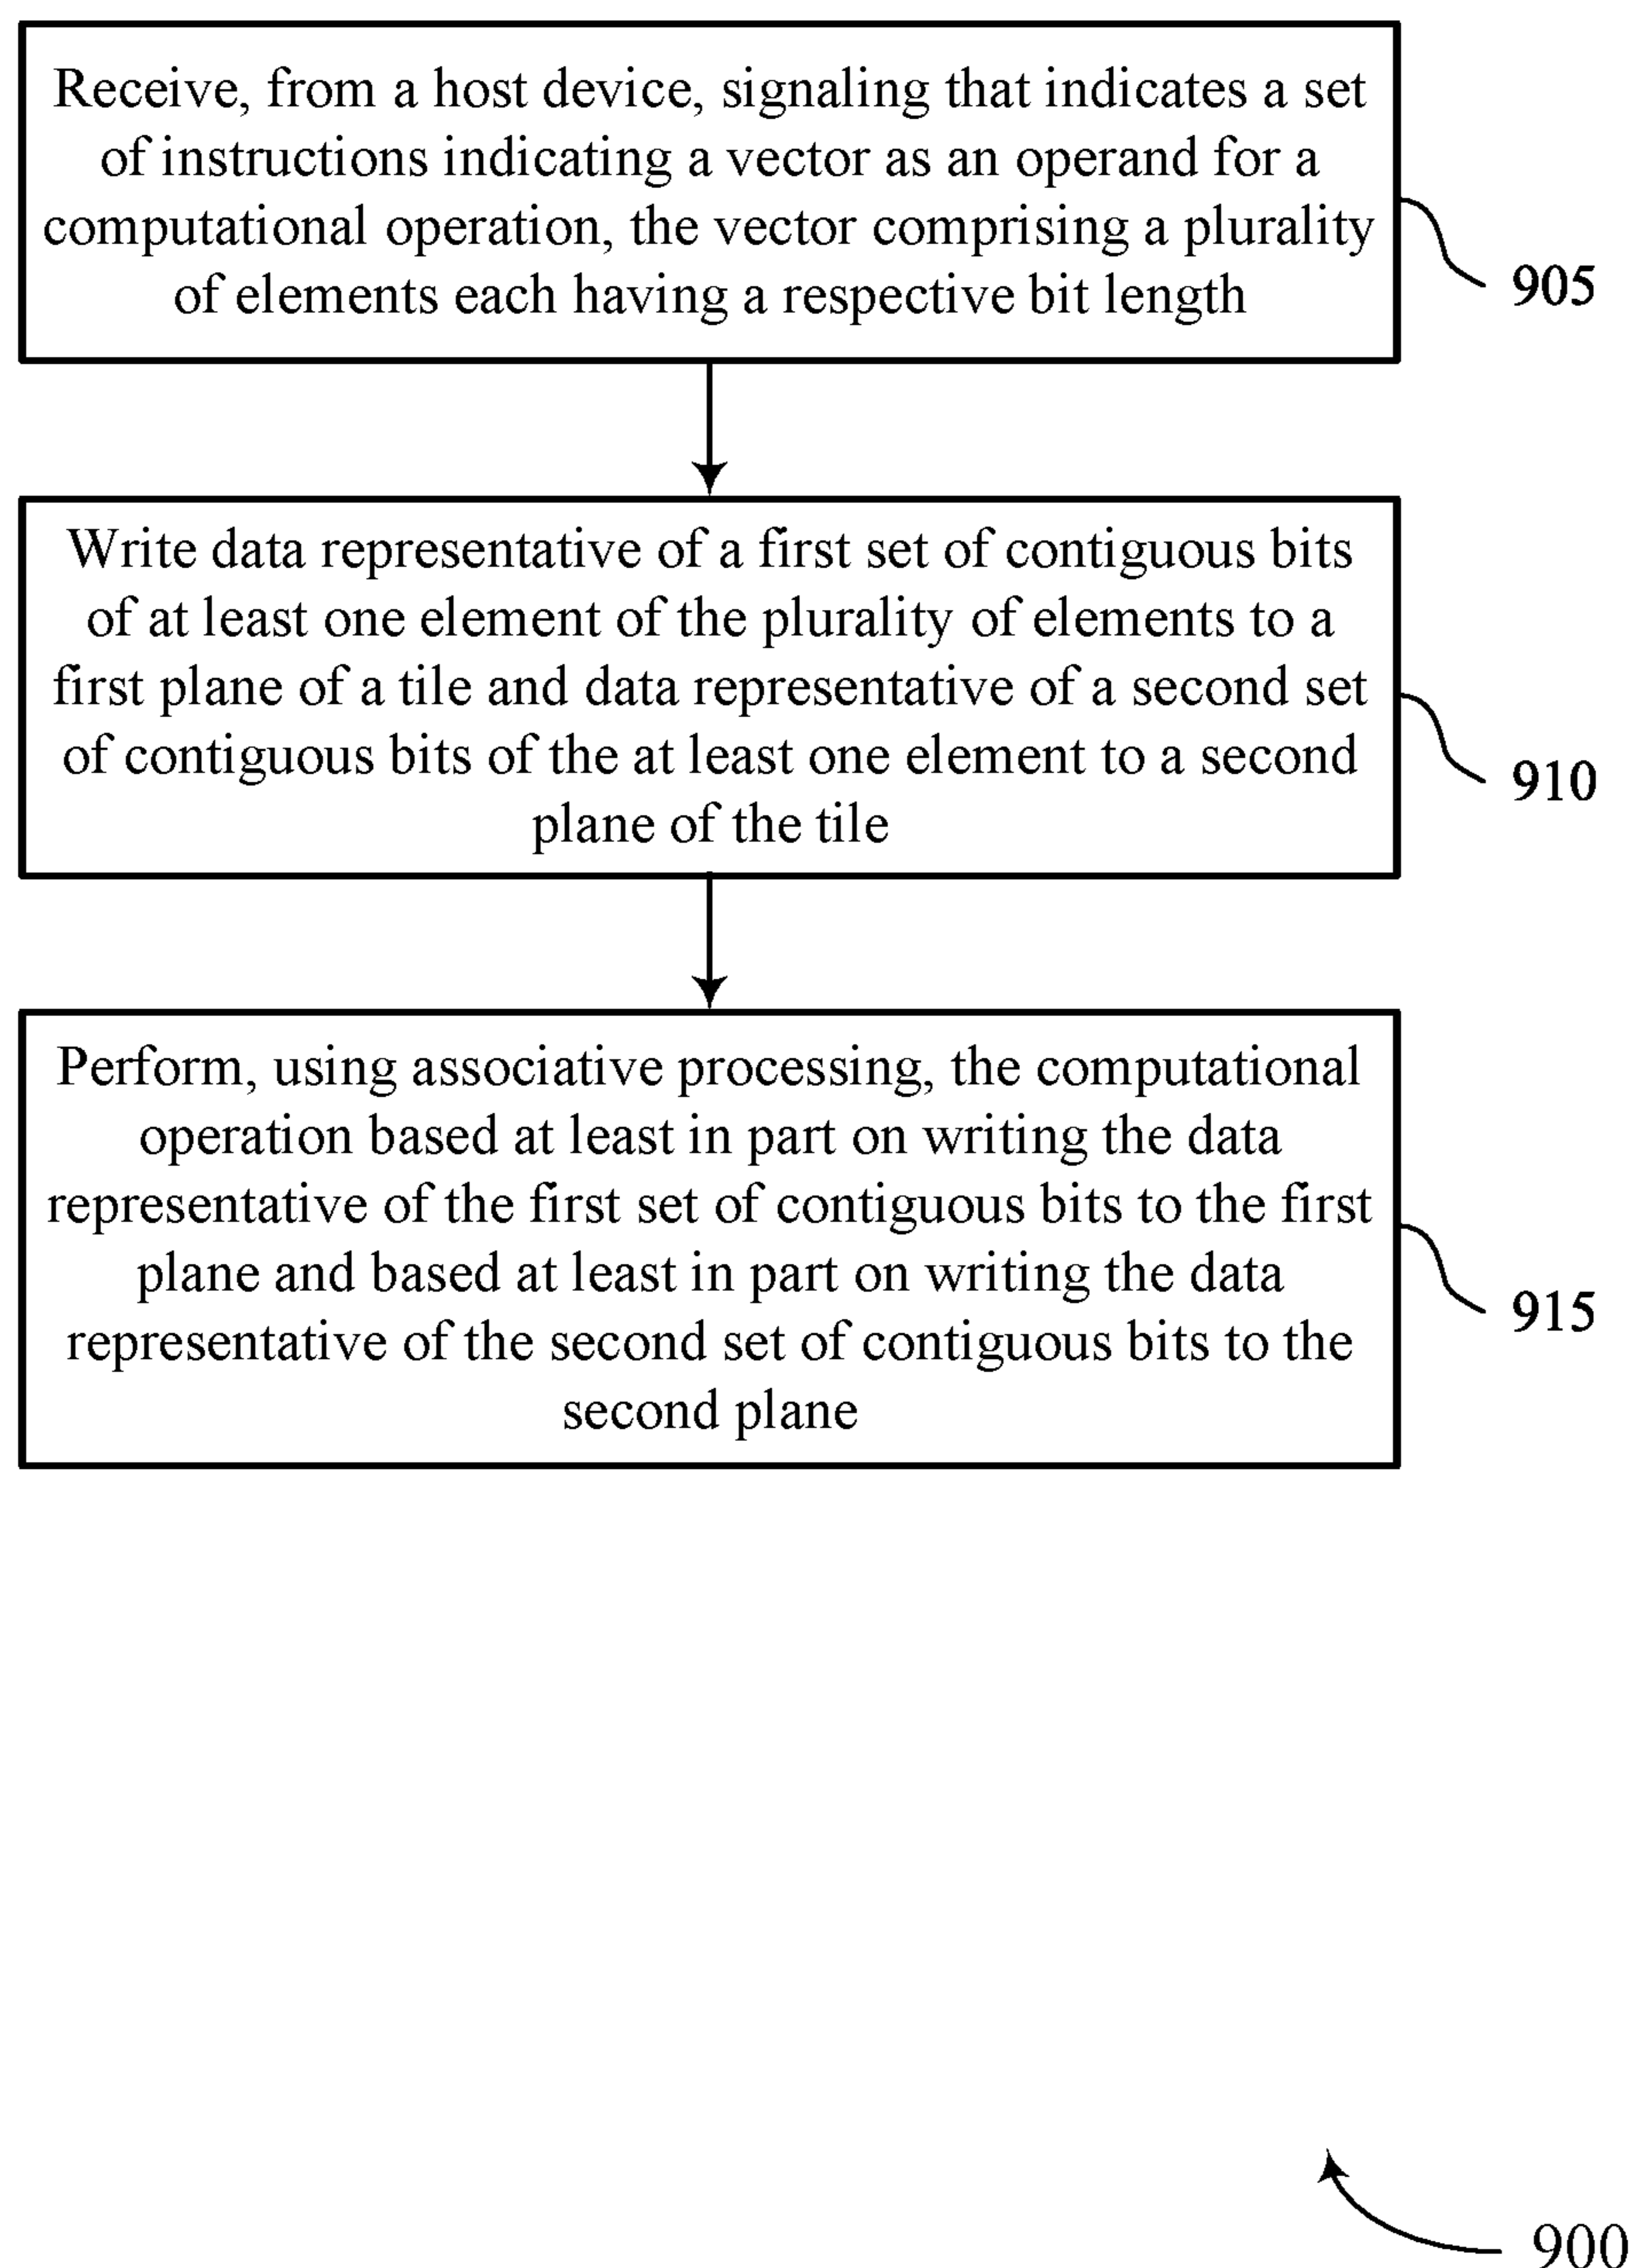 Receive, from a host device, signaling that indicates a set
of instructions indicating a vector as an operand for a
computational operation, the vector comprising a plurality
of elements each having a respective bit length
905
Write data representative of a first set of contiguous bits
of at least one element of the plurality of elements to a
first plane of a tile and data representative of a second set
of contiguous bits of the at least one element to a second
plane of the tile
910
Perform, using associative processing, the computational
operation based at least in part on writing the data
representative of the first set of contiguous bits to the first
plane and based at least in part on writing the data
representative of the second set of contiguous bits to the
second plane
915
900